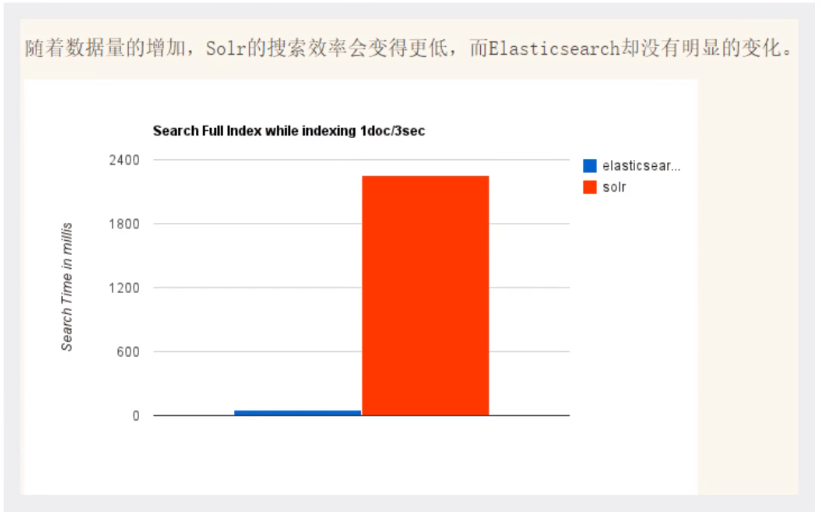 随着数据量的增加，Solr的搜索效率会变得更低，而Elasticsearch却没有明显的变化。
Search Full Index while indexing 1doc/3sec
2400
1800
1200
600
0
Search Time in millis
elasticsear...
solr